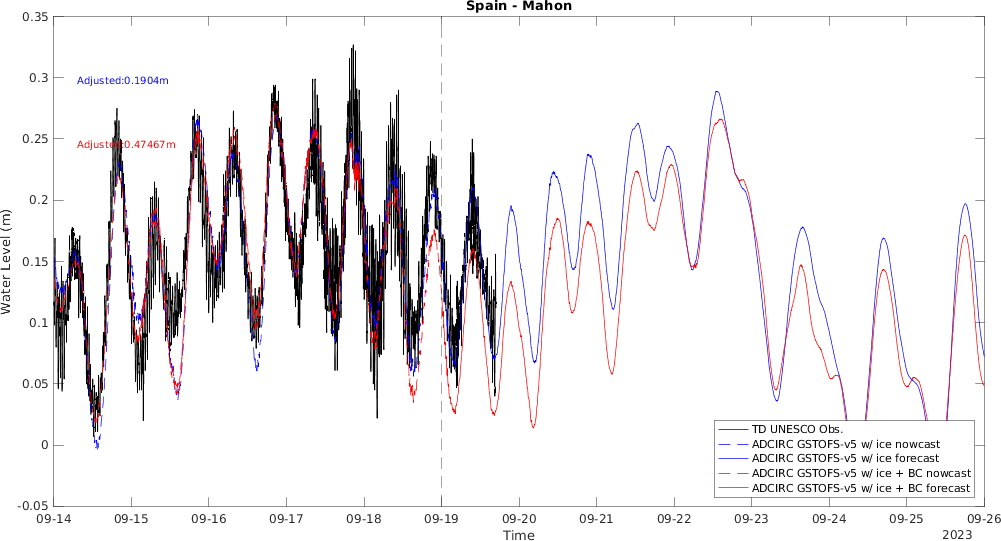 Spain - Mahon
0.35
0.3
0.25
0.2
0.15
0.1
0.05
0
-0.05
Water Level (m)
Adjusted:0.1904m
Adjusted:0.47467m
TD UNESCO Obs.
ADCIRC GSTOFS-v5 w/ ice nowcast
ADCIRC GSTOFS-v5 w/ ice forecast
ADCIRC GSTOFS-v5 w/ ice + BC nowcast
ADCIRC GSTOFS-v5 w/ ice + BC forecast
09-14 09-15 09-16 09-17 09-18 09-19 09-20 09-21 09-22 09-23 09-24 09-25 09-26
Time
2023